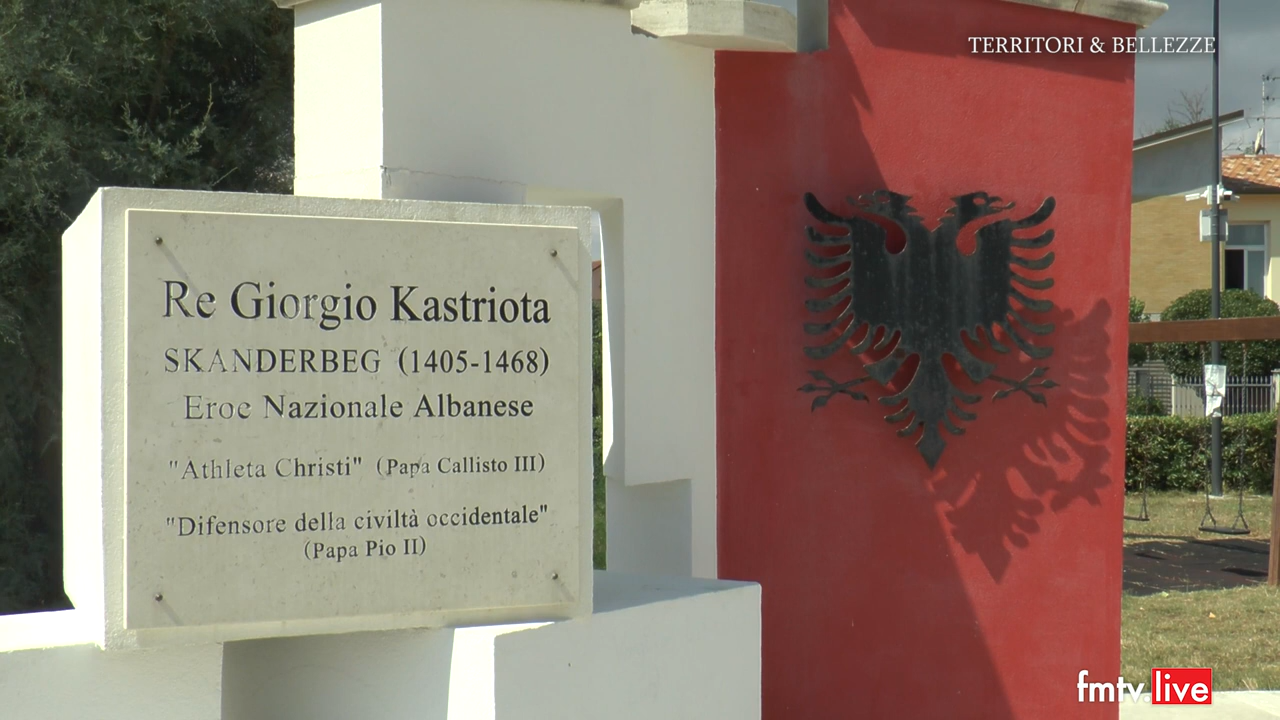 TERRITORI & BELLEZZE
Re Giorgio Kastriota
SKANDERBEG (1405-1468)
Eroe Nazionale Albanese
"Athleta Christi" (Papa Callisto III)
"Difensore della civiltà occidentale"
(Papa Pio II)
fmtv.live